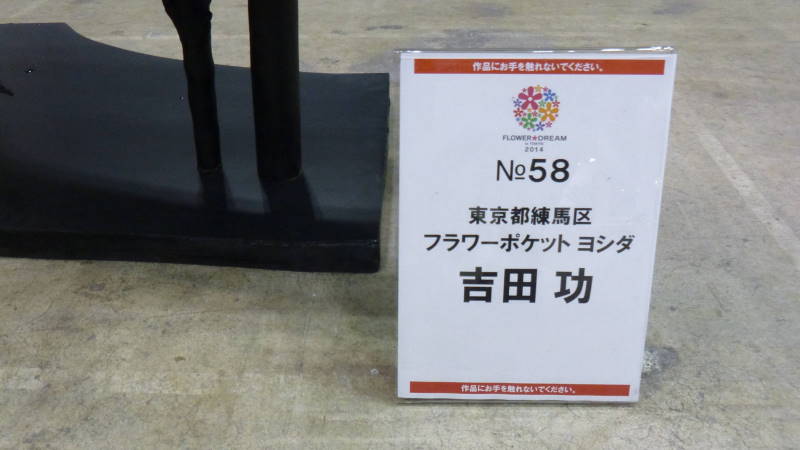 作品にお手を触れないでください。
FLOWER★DREAM
in TOKYO
2014
№58
東京都練馬区
フラワーポケット ヨシダ
吉田 功
作品にお手を触れないでください。